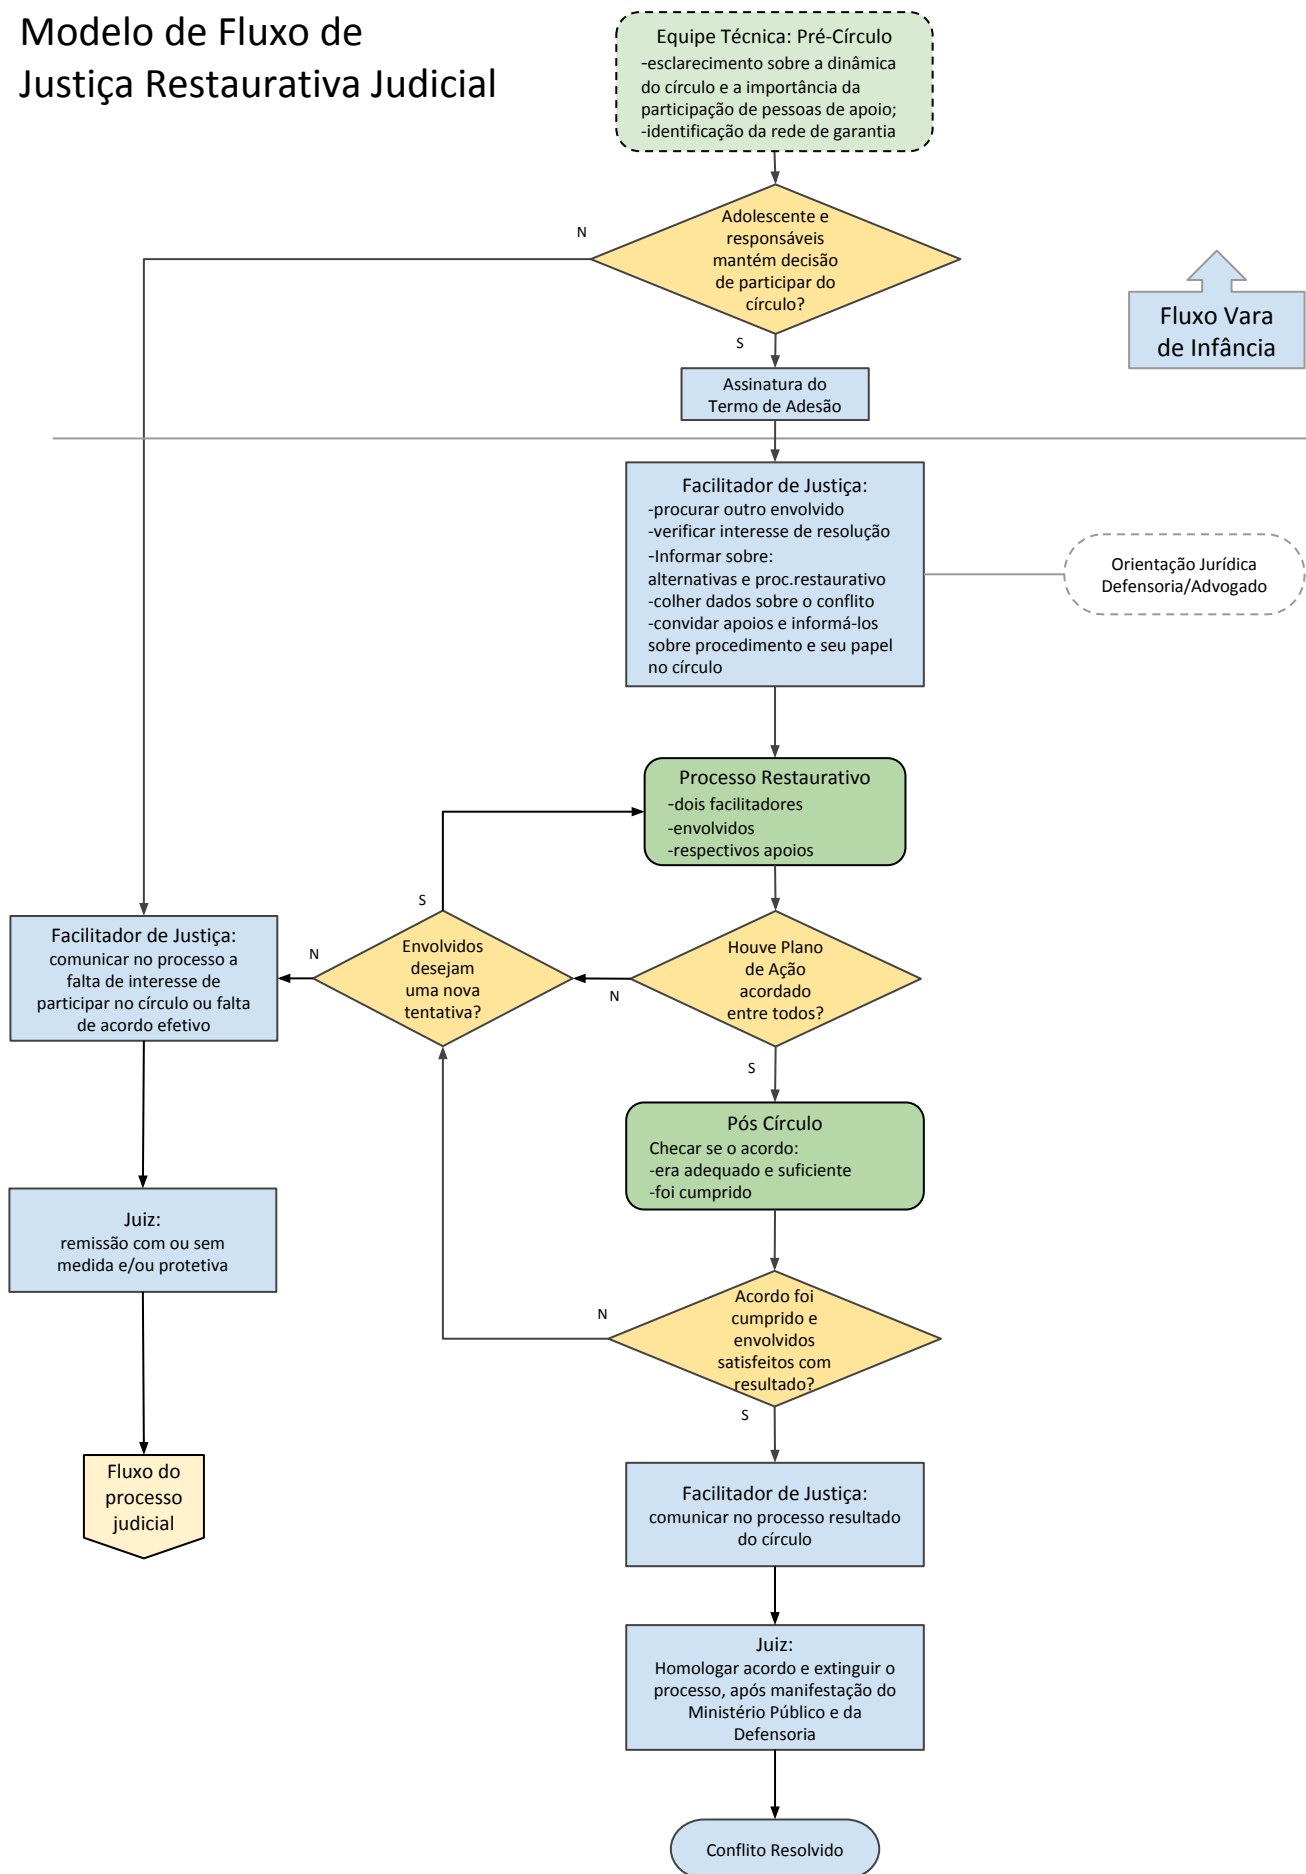 Modelo de Fluxo de
Justiça Restaurativa Judicial
Equipe Técnica: Pré-Círculo
-esclarecimento sobre a dinâmica
do círculo e a importância da
participação de pessoas de apoio;
-identificação da rede de garantia
Adolescente e
responsáveis
mantém decisão
de participar do
círculo?
N
S
Fluxo Vara
de Infância
Assinatura do
Termo de Adesão
Facilitador de Justiça:
-procurar outro envolvido
-verificar interesse de resolução
-Informar sobre:
alternativas e proc.restaurativo
-colher dados sobre o conflito
-convidar apoios e informá-los
sobre procedimento e seu papel
no círculo
Orientação Jurídica
Defensoria/Advogado
Processo Restaurativo
-dois facilitadores
-envolvidos
-respectivos apoios
Houve Plano
de Ação
acordado
entre todos?
N
S
Envolvidos
desejam
uma nova
tentativa?
S
N
Facilitador de Justiça:
comunicar no processo a
falta de interesse de
participar no círculo ou falta
de acordo efetivo
Pós Círculo
Checar se o acordo:
-era adequado e suficiente
-foi cumprido
Juiz:
remissão com ou sem
medida e/ou protetiva
Acordo foi
cumprido e
envolvidos
satisfeitos com
resultado?
N
S
Fluxo do
processo
judicial
Facilitador de Justiça:
comunicar no processo resultado
do círculo
Juiz:
Homologar acordo e extinguir o
processo, após manifestação do
Ministério Público e da
Defensoria
Conflito Resolvido